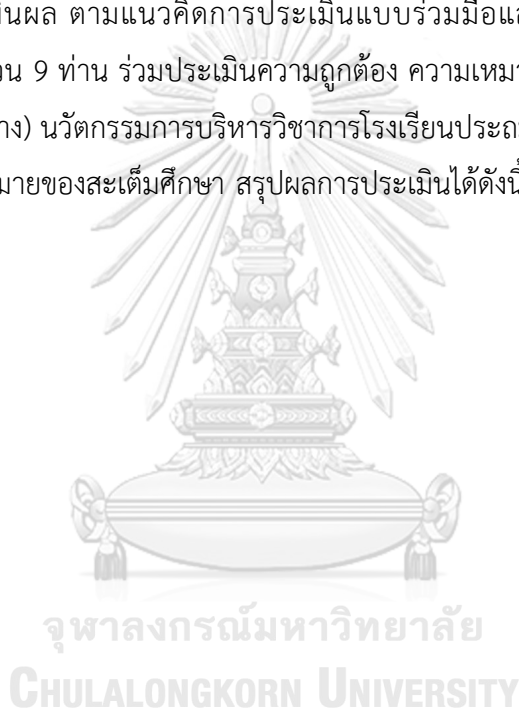 มินผล ตามแนวคิดการประเมินแบบร่วมมือแล
วน 9 ท่าน ร่วมประเมินความถูกต้อง ความเหมา
าง) นวัตกรรมการบริหารวิชาการโรงเรียนประถ
มายของสะเต็มศึกษา สรุปผลการประเมินได้ดังนี้
จุฬาลงกรณ์มหาวิทยาลัย
CHULALONGKORN UNIVERSITY